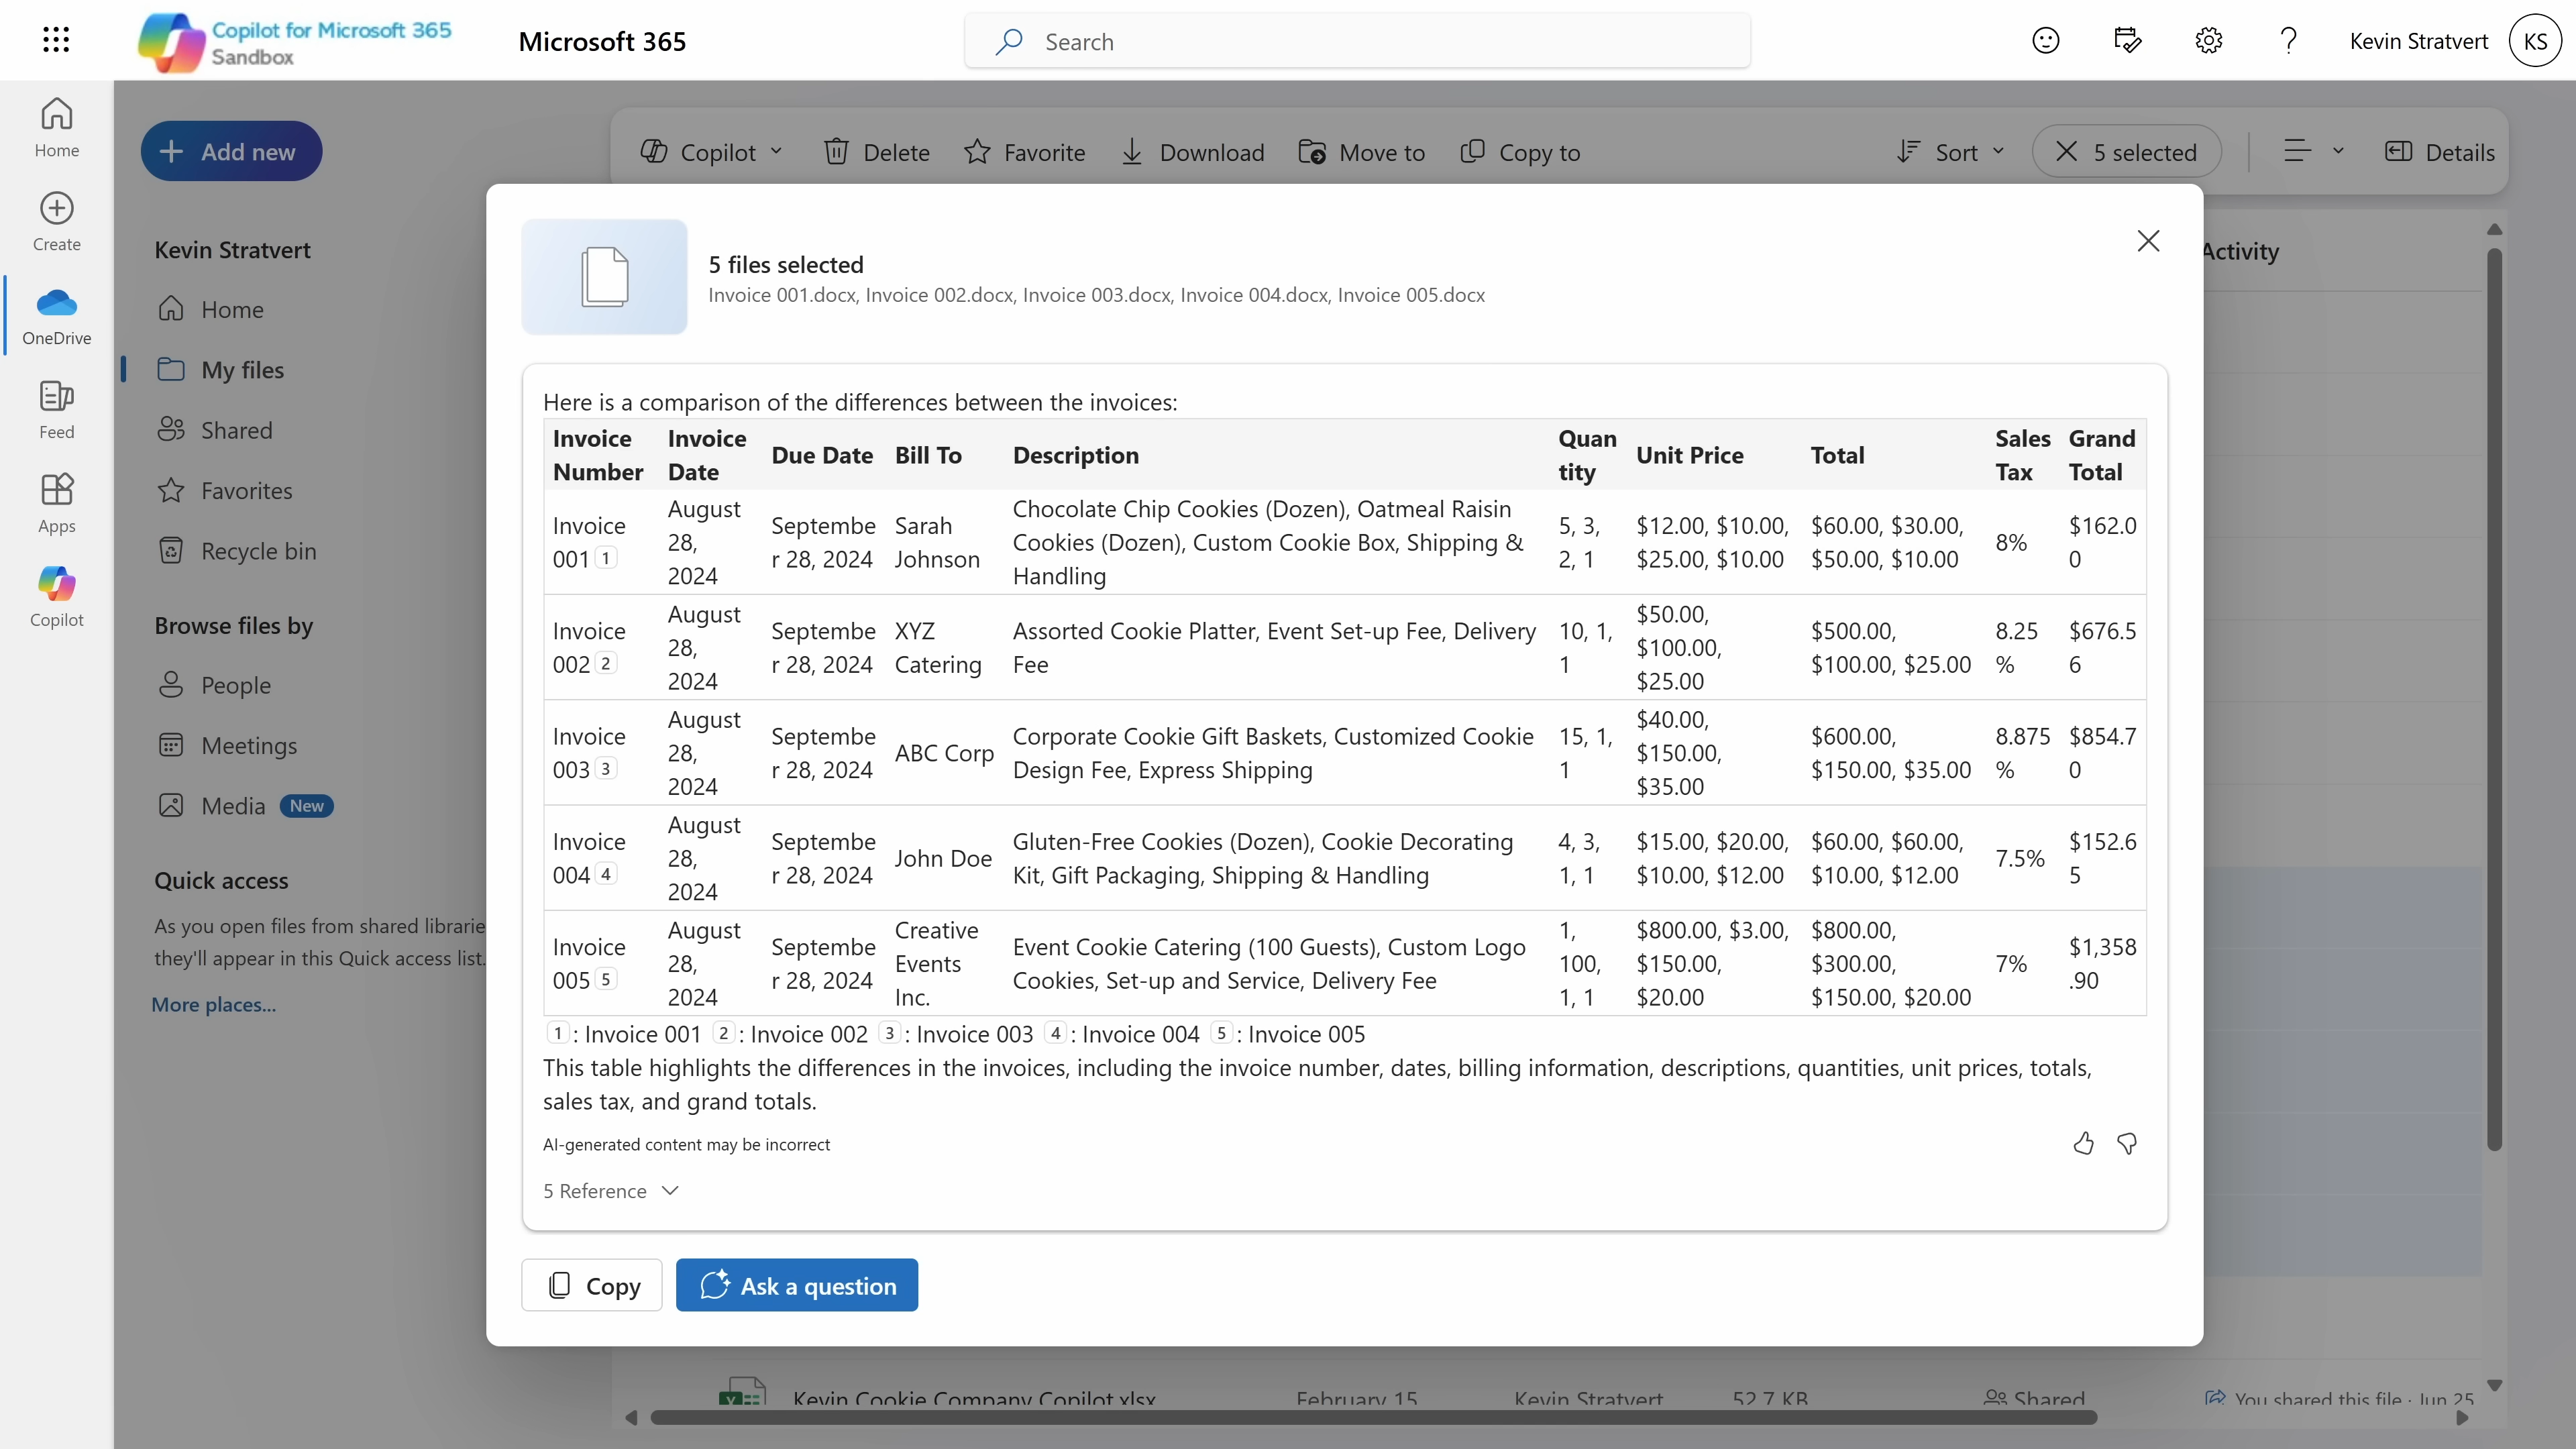 Copilot for Microsoft 365
Sandbox
Microsoft 365
Search
Kevin Stratvert
KS
Home
Create
OneDrive
Feed
Apps
Copilot
Add new
Kevin Stratvert
Home
My files
Shared
Favorites
Recycle bin
Browse files by
People
Meetings
Media New
Quick access
As you open files from shared librarie
they'll appear in this Quick access list.
More places...
Copilot Delete Favorite Download Move to Copy to Sort 5 selected Details
Activity
5 files selected
Invoice 001.docx, Invoice 002.docx, Invoice 003.docx, Invoice 004.docx, Invoice 005.docx
Here is a comparison of the differences between the invoices:
Invoice
Number
Invoice
Date
Due Date
Bill To
Description
Quan
tity
Unit Price
Total
Sales
Tax
Grand
Total
Invoice
001 1
August
28,
2024
Septembe
r 28, 2024
Sarah
Johnson
Chocolate Chip Cookies (Dozen), Oatmeal Raisin
Cookies (Dozen), Custom Cookie Box, Shipping &
Handling
5, 3,
2, 1
$12.00, $10.00,
$25.00, $10.00
$60.00, $30.00,
$50.00, $10.00
8%
$162.0
0
Invoice
002 2
August
28,
2024
Septembe
r 28, 2024
XYZ
Catering
Assorted Cookie Platter, Event Set-up Fee, Delivery
Fee
10, 1,
1
$50.00,
$100.00,
$25.00
$500.00,
$100.00, $25.00
8.25
%
$676.5
6
Invoice
003 3
August
28,
2024
Septembe
r 28, 2024
ABC Corp
Corporate Cookie Gift Baskets, Customized Cookie
Design Fee, Express Shipping
15, 1,
1
$40.00,
$150.00,
$35.00
$600.00,
$150.00, $35.00
8.875
%
$854.7
0
Invoice
004 4
August
28,
2024
Septembe
r 28, 2024
John Doe
Gluten-Free Cookies (Dozen), Cookie Decorating
Kit, Gift Packaging, Shipping & Handling
4, 3,
1, 1
$15.00, $20.00,
$10.00, $12.00
$60.00, $60.00,
$10.00, $12.00
7.5%
$152.6
5
Invoice
005 5
August
28,
2024
Septembe
r 28, 2024
Creative
Events
Inc.
Event Cookie Catering (100 Guests), Custom Logo
Cookies, Set-up and Service, Delivery Fee
1,
100,
1, 1
$800.00, $3.00,
$150.00,
$20.00
$800.00,
$300.00,
$150.00, $20.00
7%
$1,358
.90
1 : Invoice 001 2 : Invoice 002 3 : Invoice 003 4 : Invoice 004 5 : Invoice 005
This table highlights the differences in the invoices, including the invoice number, dates, billing information, descriptions, quantities, unit prices, totals,
sales tax, and grand totals.
AI-generated content may be incorrect
5 Reference
Copy
Ask a question
Kevin Cookie Company Copilot.xlsx February 15 Kevin Stratvert 52.7 KB Shared You shared this file · Jun 25